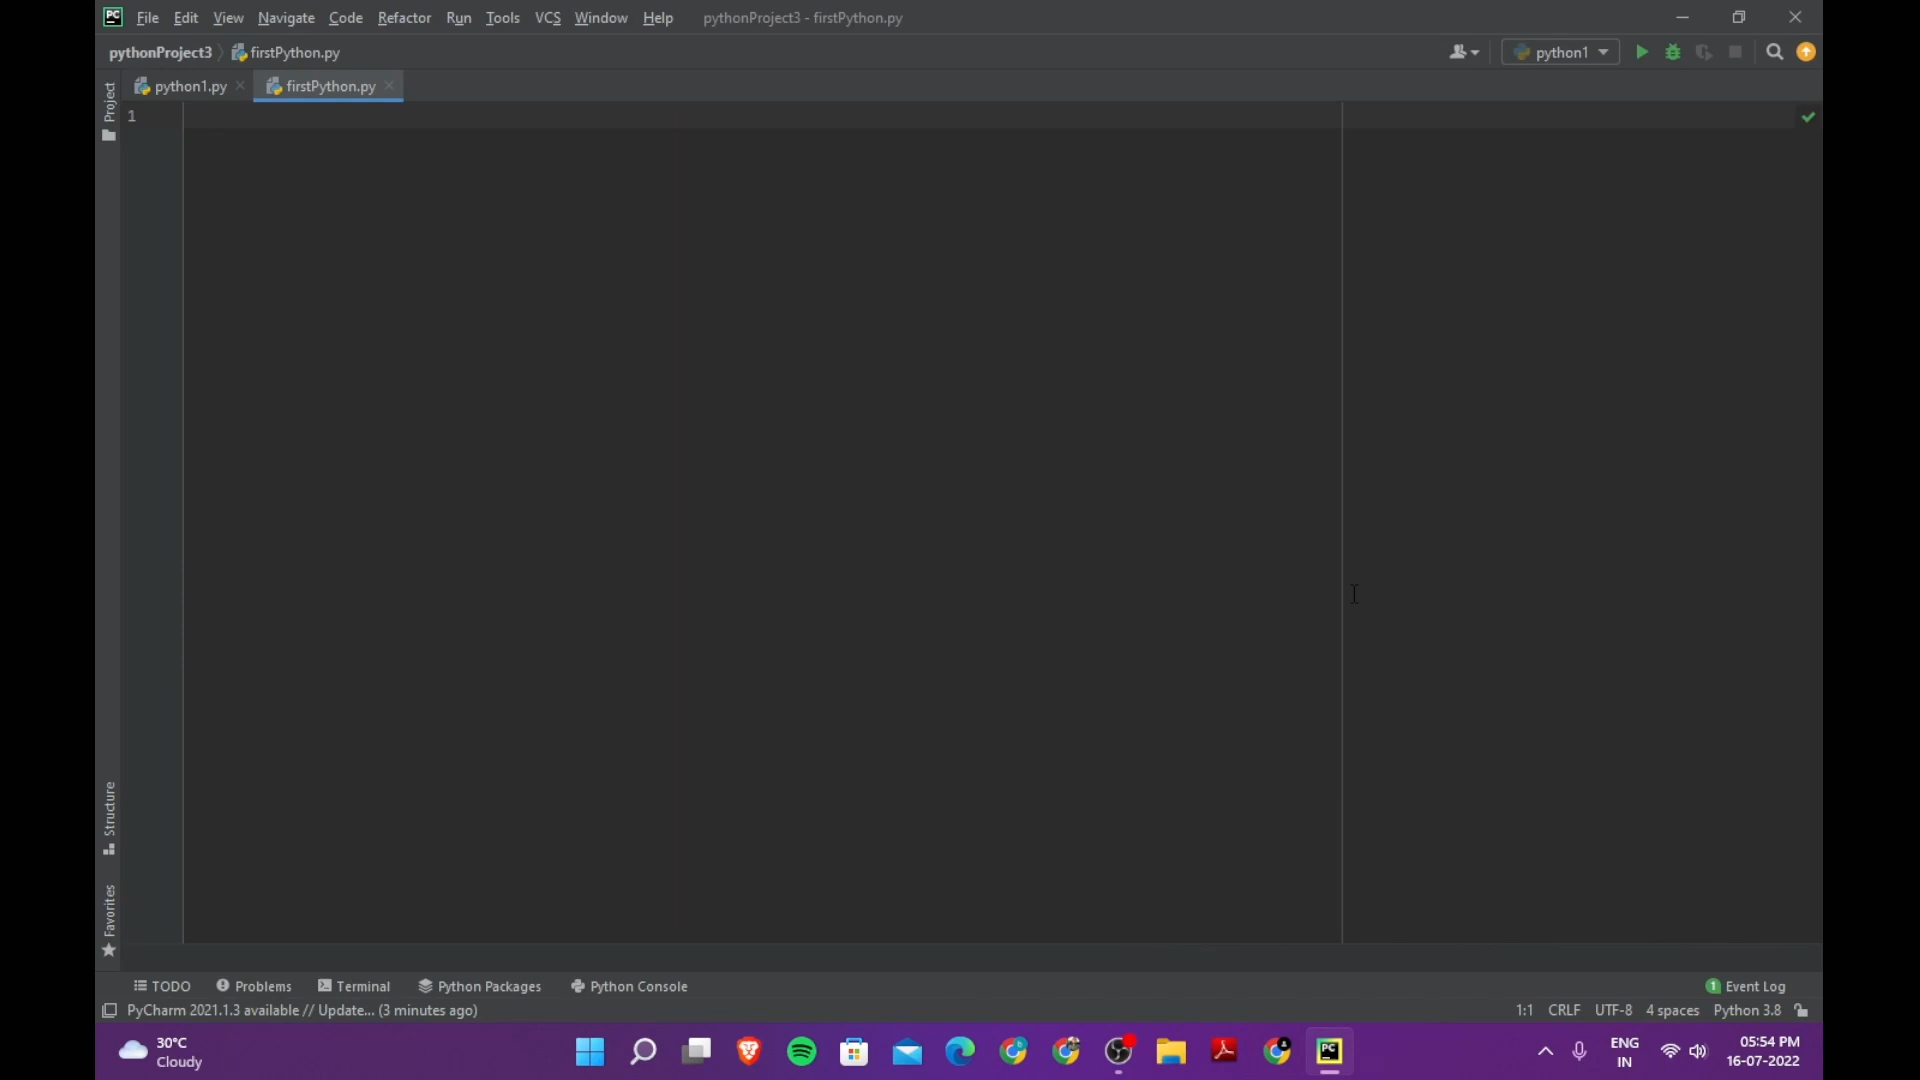 PC File Edit View Navigate Code Refactor Run Tools VCS Window Help pythonProject3 - firstPython.py
pythonProject3 firstPython.py python1
python1.py firstPython.py
Project
1
Structure
Favorites
TODO Problems Terminal Python Packages Python Console 1 Event Log
PyCharm 2021.1.3 available // Update... (3 minutes ago) 1:1 CRLF UTF-8 4 spaces Python 3.8
30°C
Cloudy
PC
ENG
IN
05:54 PM
16-07-2022